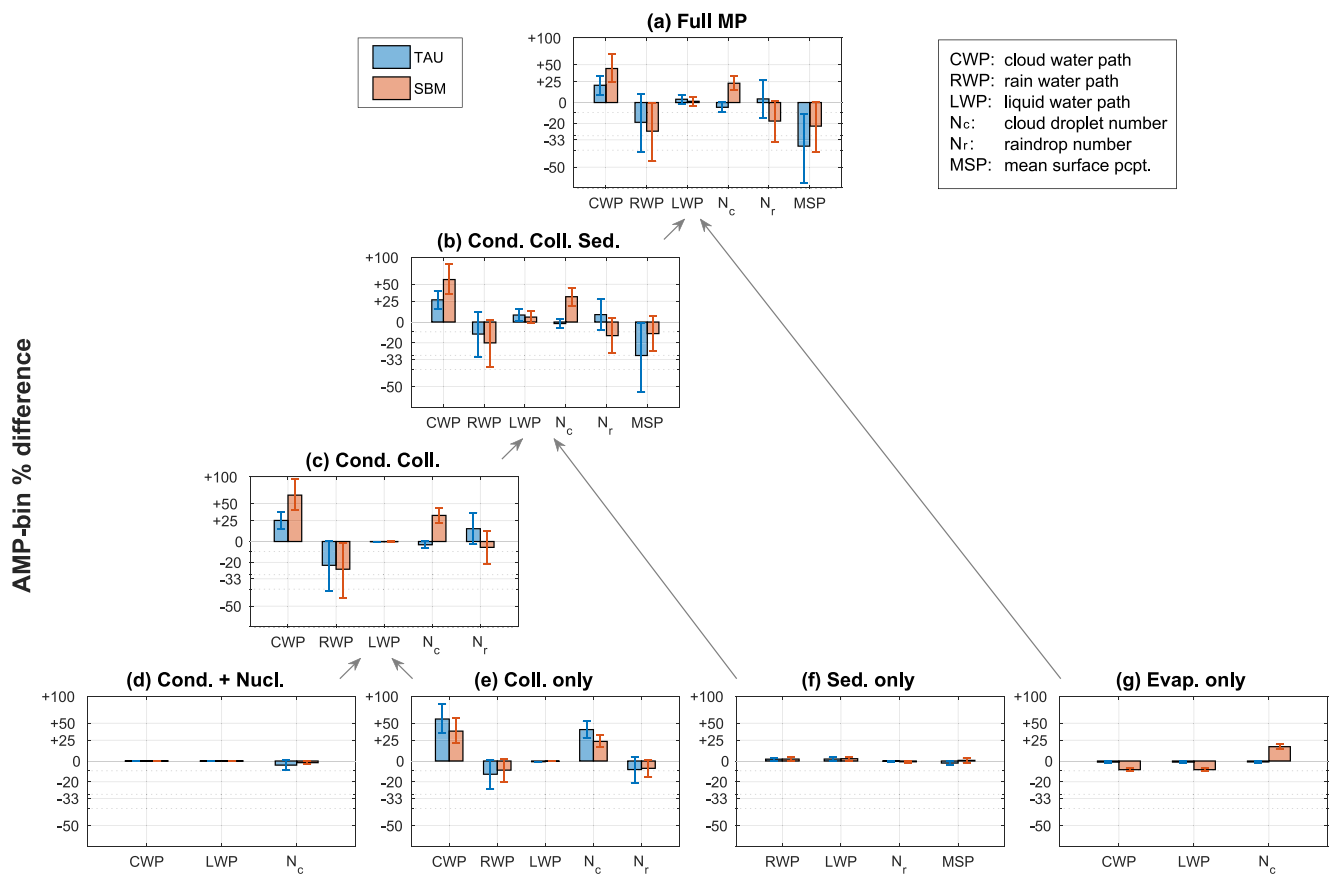 (a) Full MP
TAU
SBM
CWP: cloud water path
RWP: rain water path
LWP: liquid water path
Nc: cloud droplet number
Nr: raindrop number
MSP: mean surface pcpt.
+100
+50
+25
0
-20
-33
-50
CWP RWP LWP Nc Nr MSP
(b) Cond. Coll. Sed.
+100
+50
+25
0
-20
-33
-50
CWP RWP LWP Nc Nr MSP
(c) Cond. Coll.
+100
+50
+25
0
-20
-33
-50
CWP RWP LWP Nc Nr
AMP-bin % difference
(d) Cond. + Nucl.
+100
+50
+25
0
-20
-33
-50
CWP LWP Nc
(e) Coll. only
+100
+50
+25
0
-20
-33
-50
CWP RWP LWP Nc Nr
(f) Sed. only
+100
+50
+25
0
-20
-33
-50
RWP LWP Nr MSP
(g) Evap. only
+100
+50
+25
0
-20
-33
-50
CWP LWP Nc